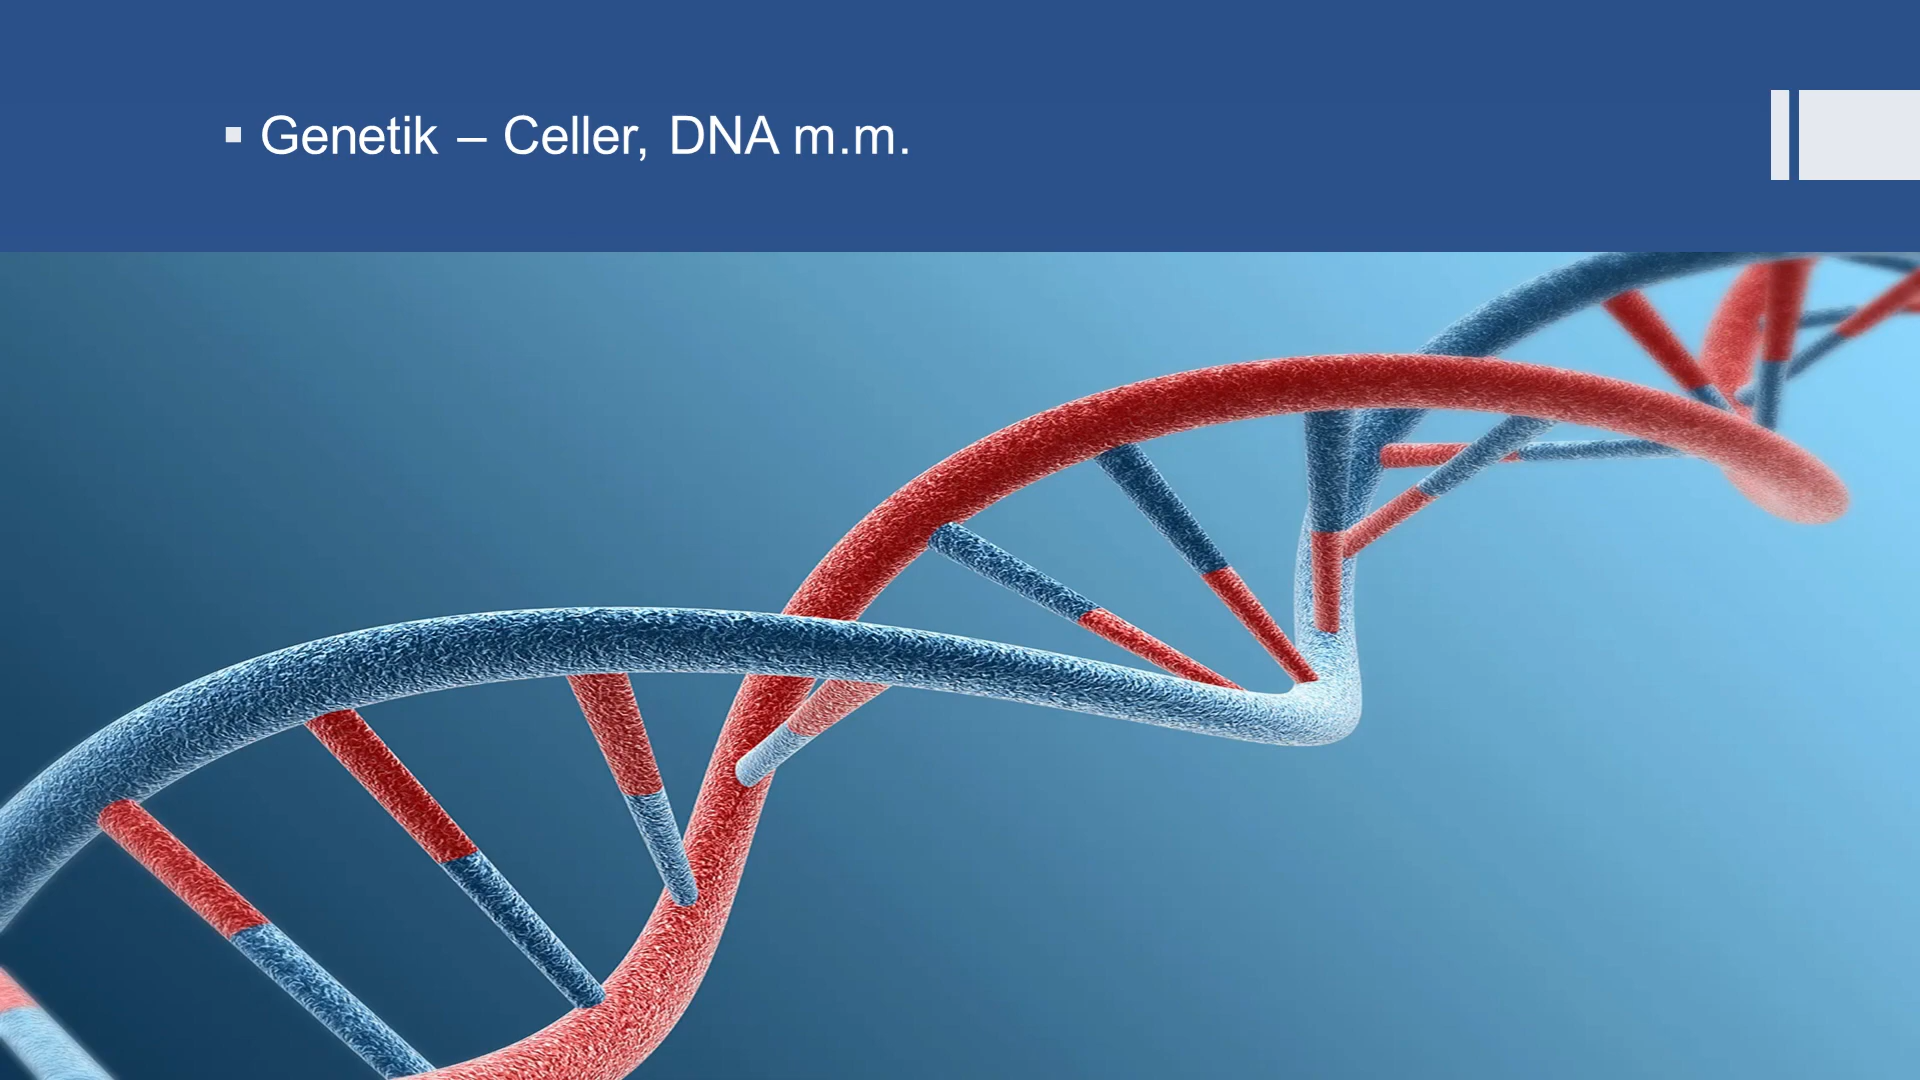 ▪ Genetik – Celler, DNA m.m.